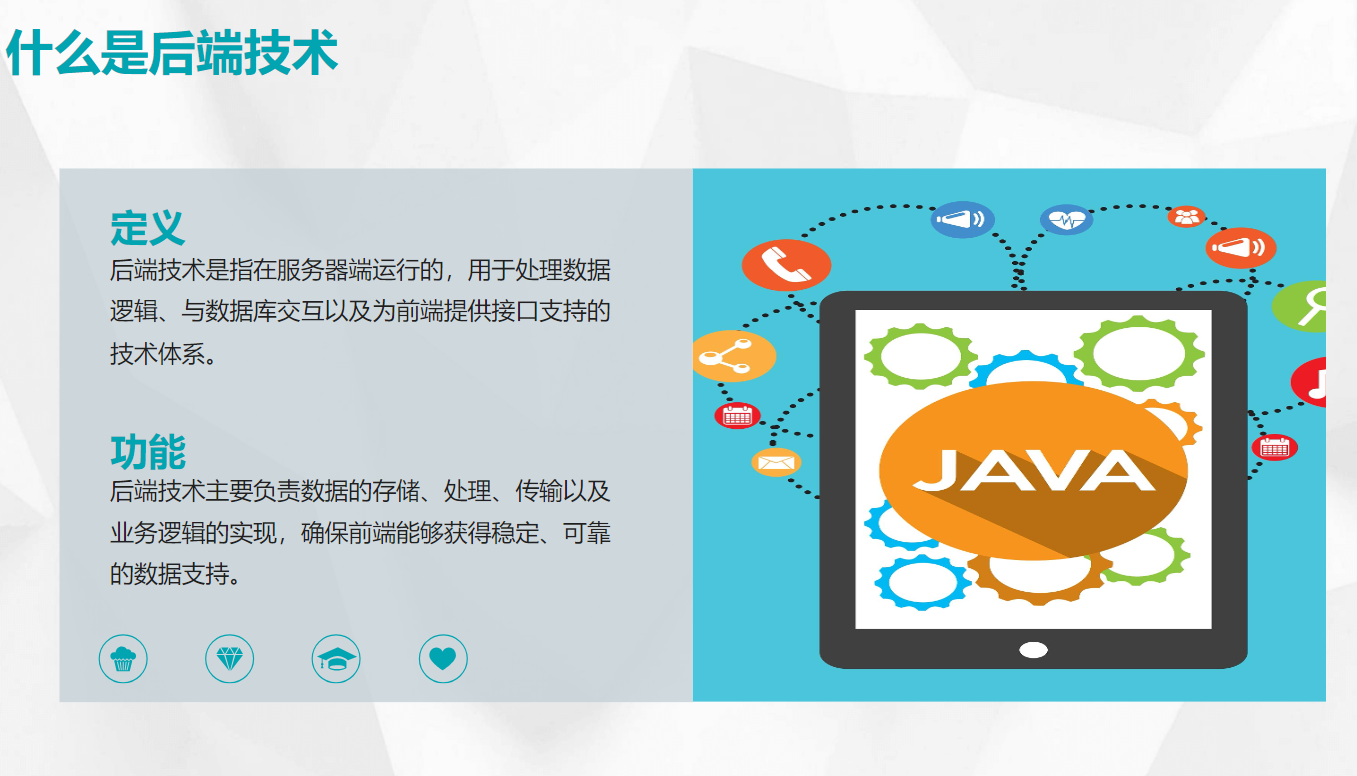 什么是后端技术
定义
后端技术是指在服务器端运行的，用于处理数据
逻辑、与数据库交互以及为前端提供接口支持的
技术体系。
功能
后端技术主要负责数据的存储、处理、传输以及
业务逻辑的实现，确保前端能够获得稳定、可靠
的数据支持。
JAVA